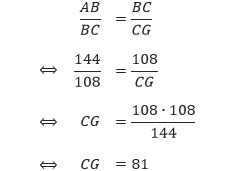 AB/BC = BC/CG
⇔ 144/108 = 108/CG
⇔ CG = 108 · 108/144
⇔ CG = 81